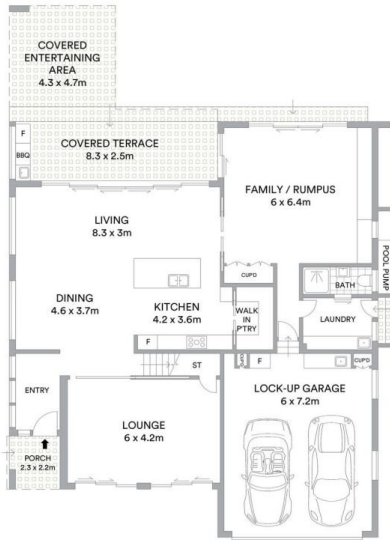 COVERED
ENTERTAINING
AREA
4.3 x 4.7m
F
BBQ
COVERED TERRACE
8.3 x 2.5m
FAMILY / RUMPUS
6 x 6.4m
LIVING
8.3 x 3m
CUP'D
POOL PUMP
BATH
DINING
4.6 x 3.7m
KITCHEN
4.2 x 3.6m
WALK
IN
PTRY
LAUNDRY
F
ST
F
CUP'D
ENTRY
LOCK-UP GARAGE
6 x 7.2m
LOUNGE
6 x 4.2m
PORCH
2.3 x 2.2m